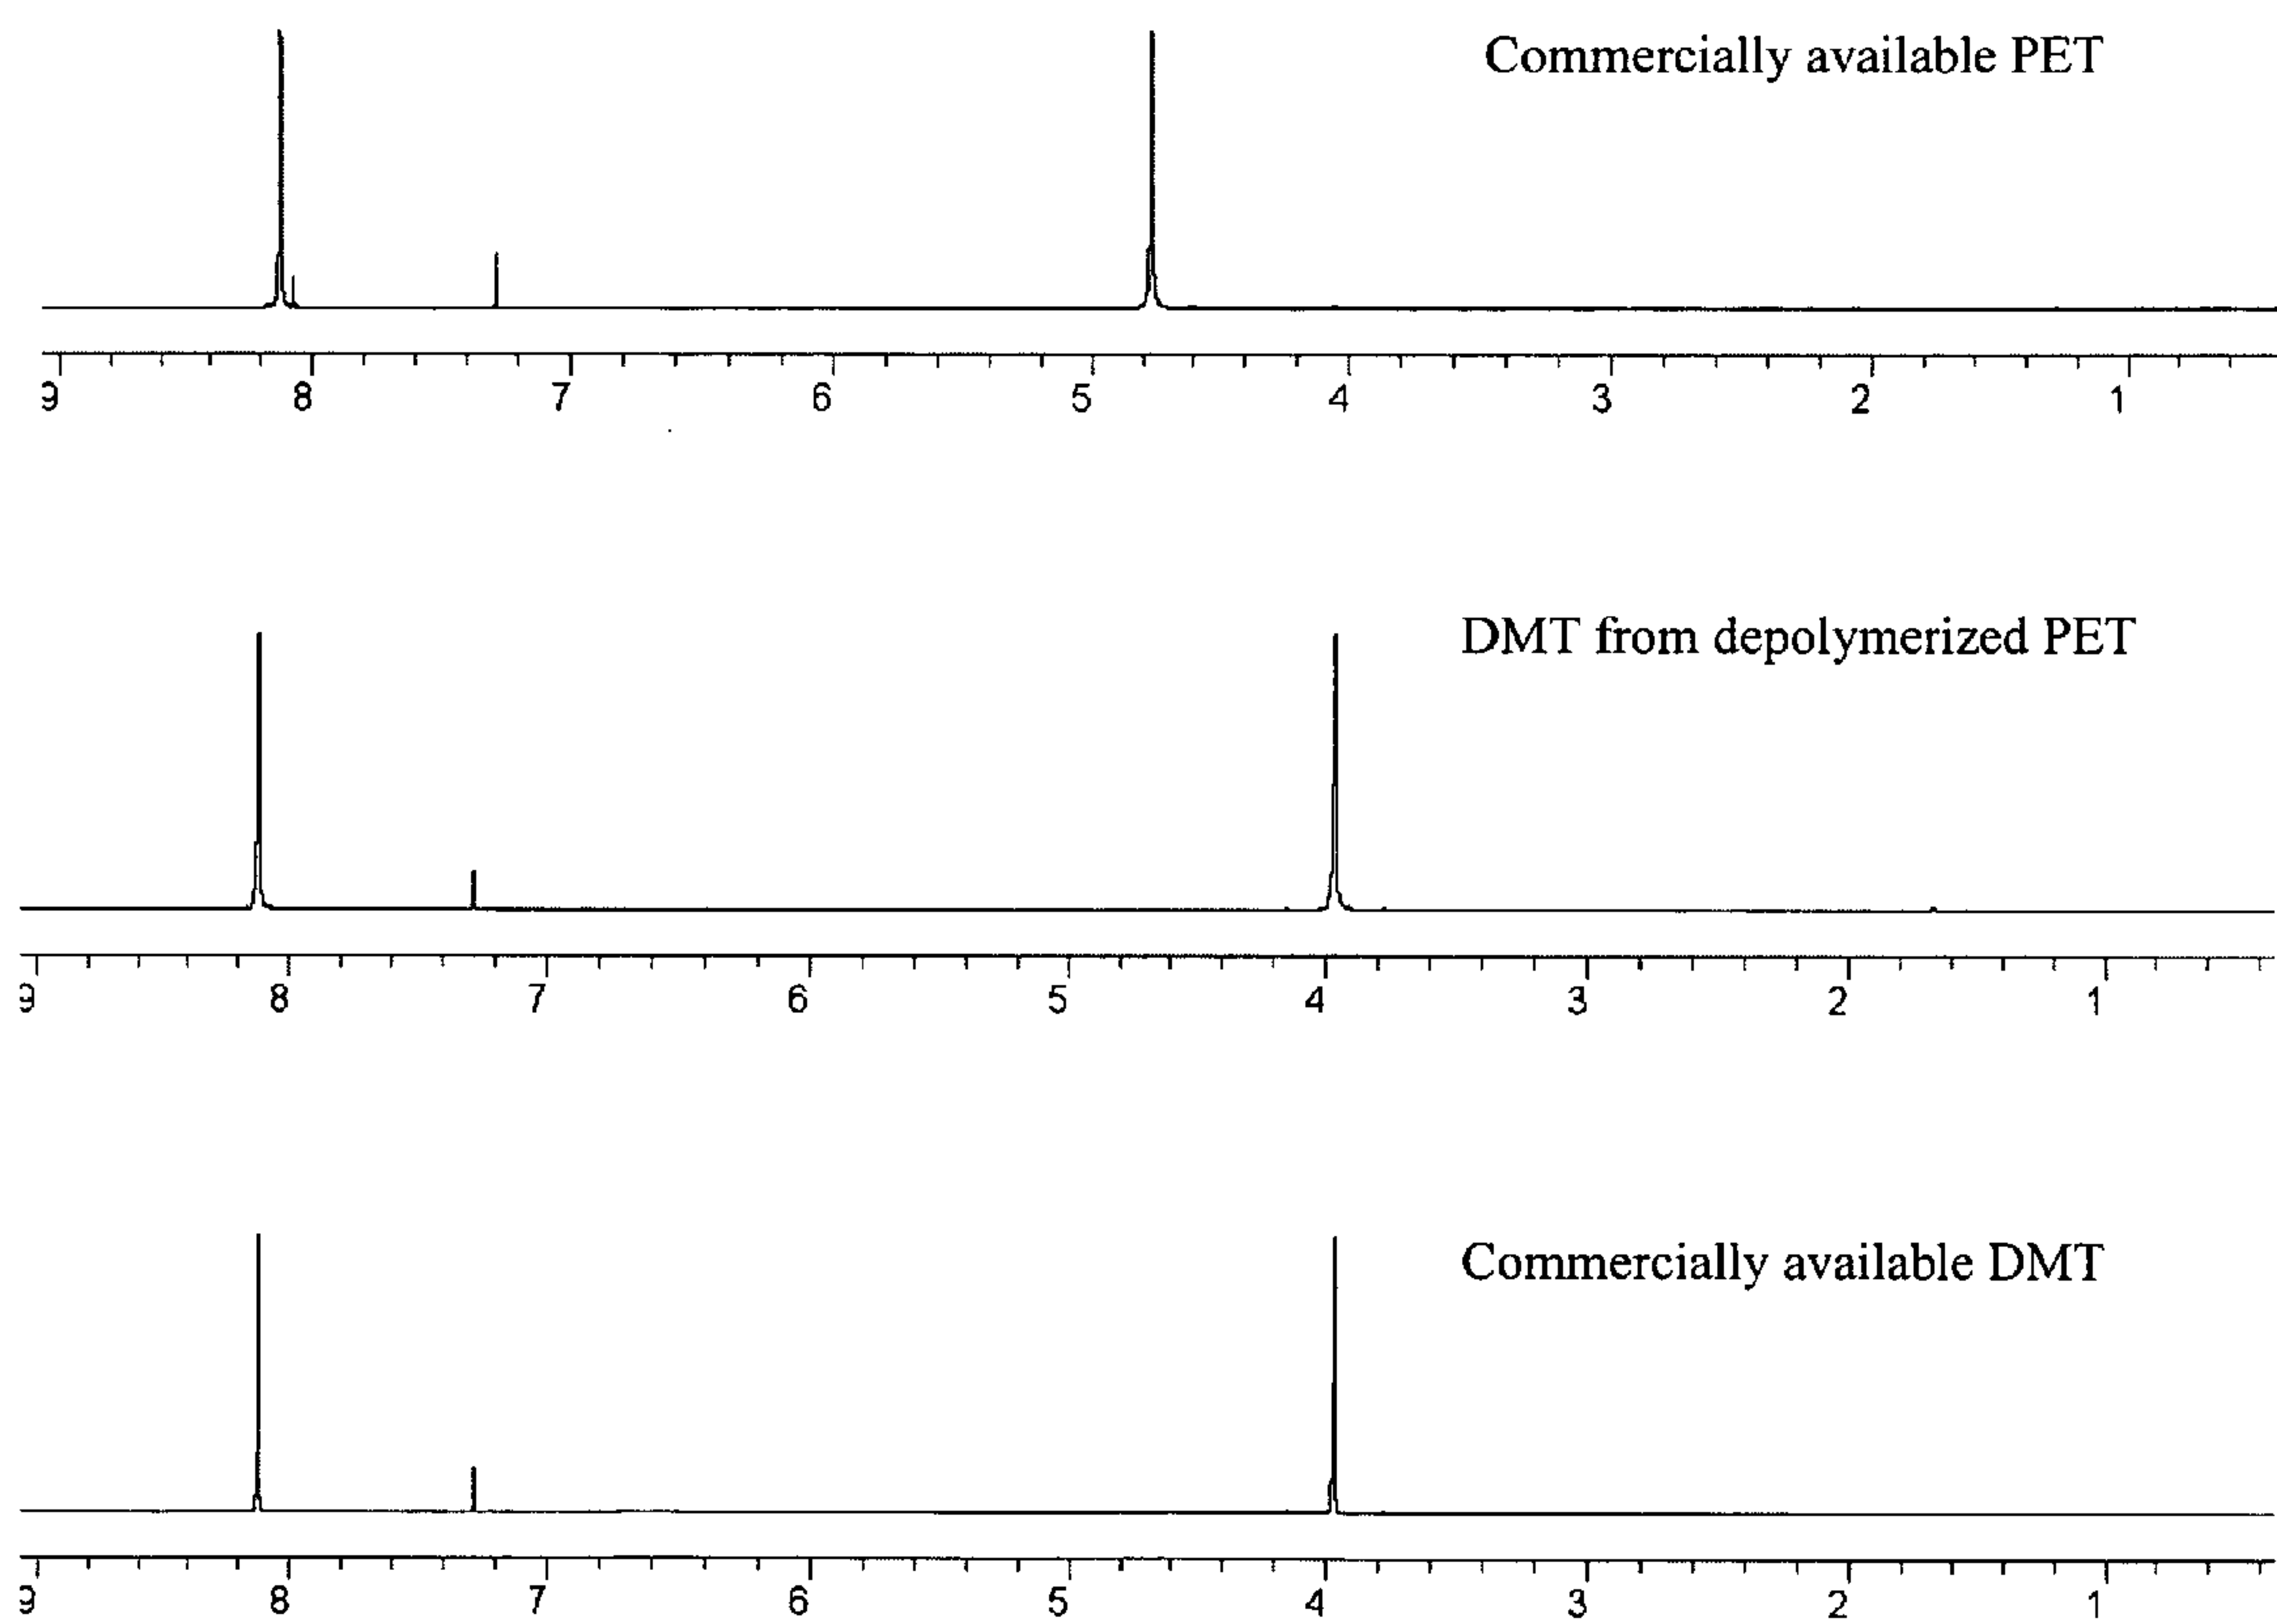 Commercially available PET
9 8 7 6 5 4 3 2 1
DMT from depolymerized PET
9 8 7 6 5 4 3 2 1
Commercially available DMT
9 8 7 6 5 4 3 2 1